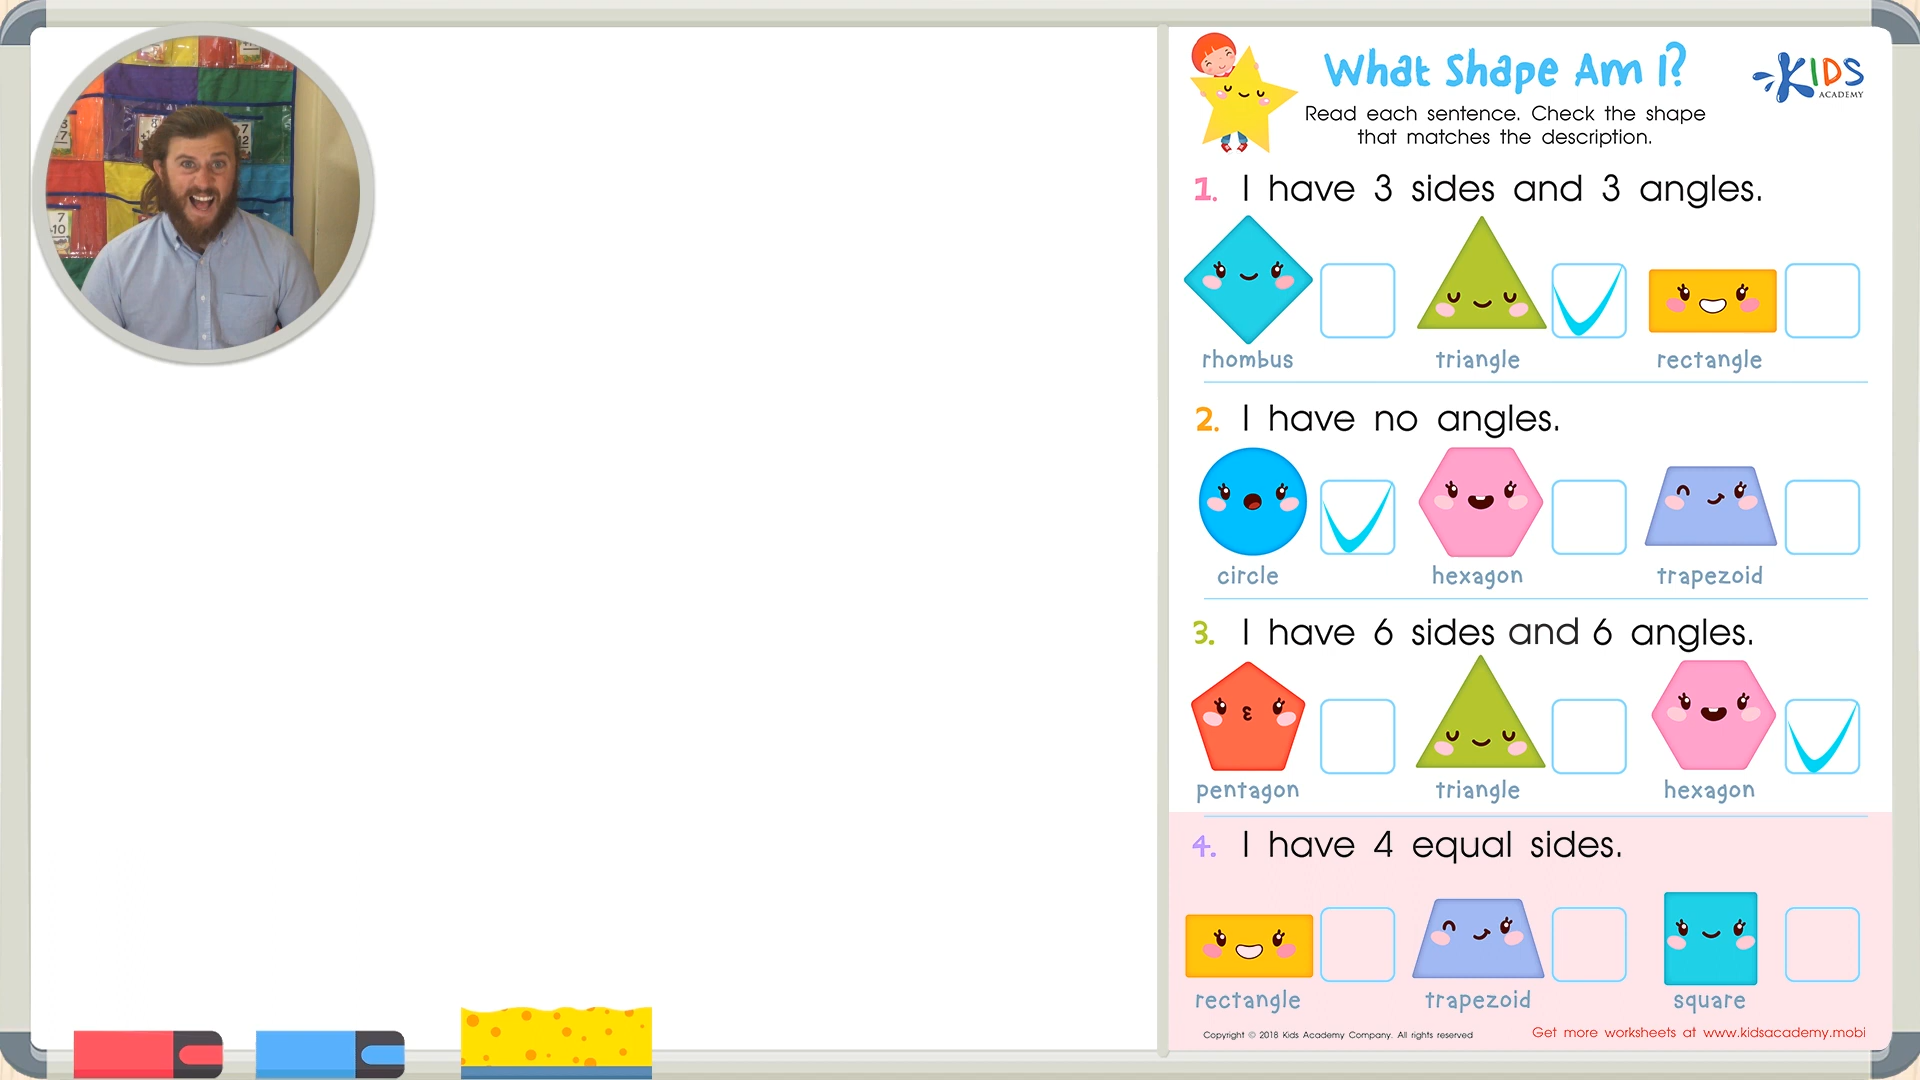 What Shape Am I?
KIDS
ACADEMY
Read each sentence. Check the shape
that matches the description.
1. I have 3 sides and 3 angles.
rhombus triangle rectangle
2. I have no angles.
circle hexagon trapezoid
3. I have 6 sides and 6 angles.
pentagon triangle hexagon
4. I have 4 equal sides.
rectangle trapezoid square
Copyright © 2018 Kids Academy Company. All rights reserved
Get more worksheets at www.kidsacademy.mobi